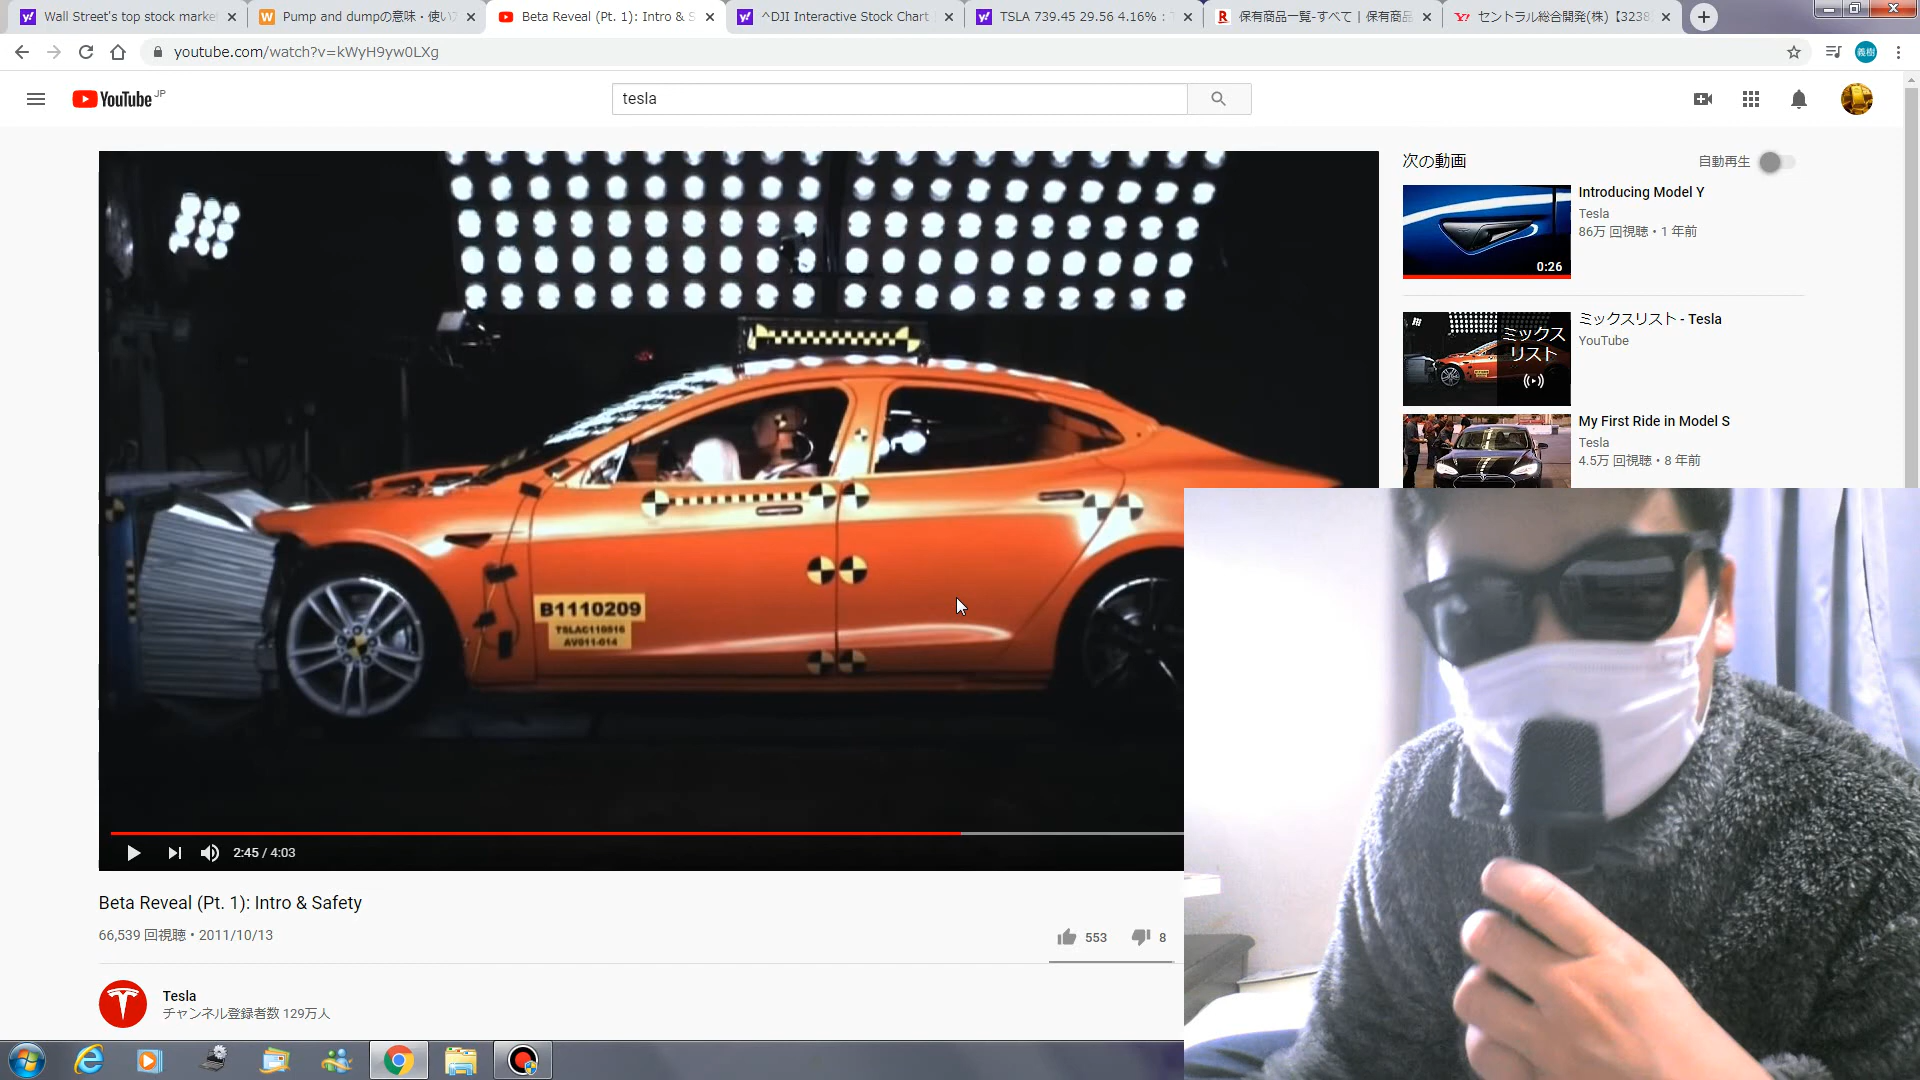 Wall Street's top stock marke
Pump and dumpの意味・使い
Beta Reveal (Pt. 1): Intro & S
^DJI Interactive Stock Chart
TSLA 739.45 29.56 4.16% :
保有商品一覧-すべて | 保有商品
セントラル総合開発(株)【3238
youtube.com/watch?v=kWyH9yw0LXg
義樹
YouTube JP
tesla
次の動画
自動再生
Introducing Model Y
Tesla
86万 回視聴・1 年前
0:26
ミックスリスト - Tesla
YouTube
ミックス
リスト
My First Ride in Model S
Tesla
4.5万 回視聴・8 年前
B1110209
TSLAC110516
AV011-014
2:45 / 4:03
Beta Reveal (Pt. 1): Intro & Safety
66,539 回視聴・2011/10/13
553
8
Tesla
チャンネル登録者数 129万人